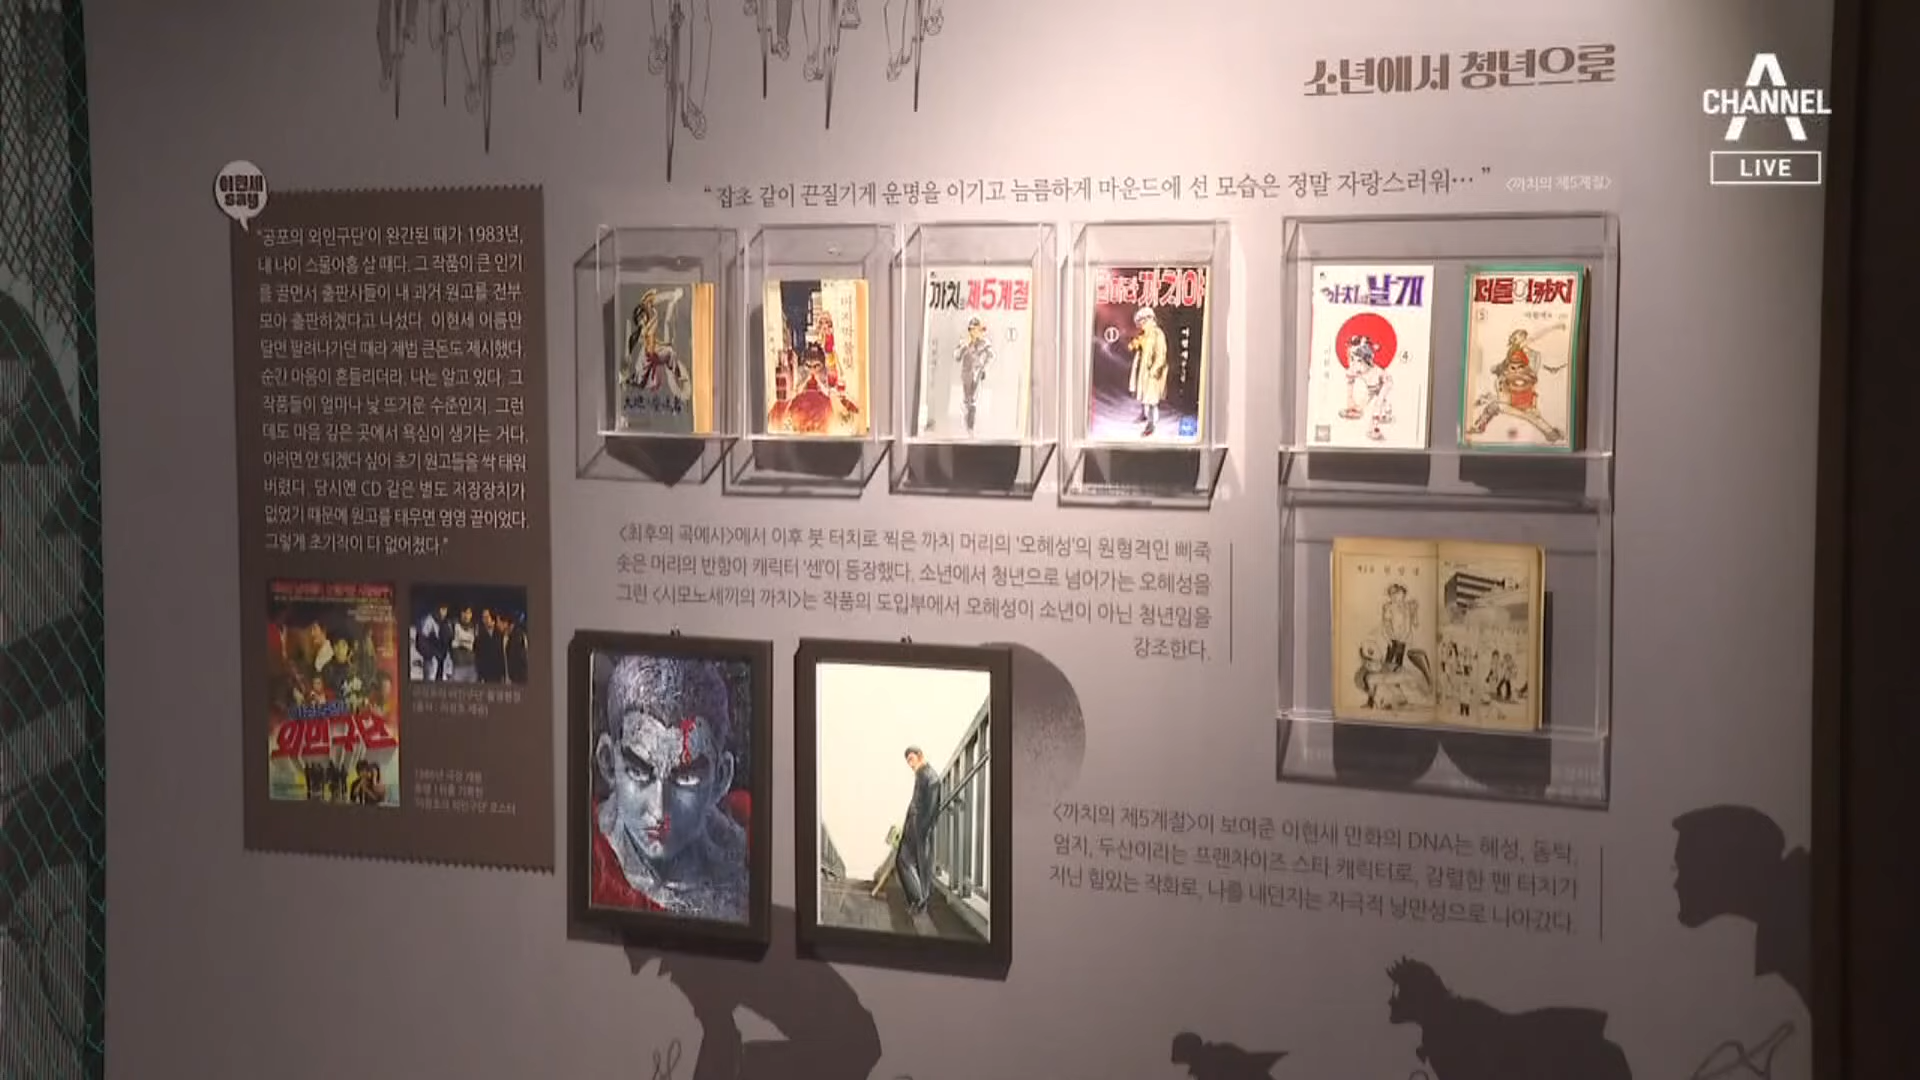 소년에서 청년으로
CHANNEL A
LIVE
이현세
say
“잡초 같이 끈질기게 운명을 이기고 늠름하게 마운드에 선 모습은 정말 자랑스러워…” <까치의 제5계절>
“‘공포의 외인구단’이 완간된 때가 1983년,
내 나이 스물아홉 살 때다. 그 작품이 큰 인기
를 끌면서 출판사들이 내 과거 원고를 전부
모아 출판하겠다고 나섰다. 이현세 이름만
달면 팔려나가던 때라 제법 큰돈도 제시했다.
순간 마음이 흔들리더라. 나는 알고 있다. 그
작품들이 얼마나 낯 뜨거운 수준인지. 그런
데도 마음 깊은 곳에서 욕심이 생기는 거다.
이러면 안 되겠다 싶어 초기 원고들을 싹 태워
버렸다. 당시엔 CD 같은 별도 저장장치가
없었기 때문에 원고를 태우면 영영 끝이었다.
그렇게 초기작이 다 없어졌다.”
외인구단
까치의 제5계절
①
까치야
①
까치의 날개
④
떠돌이 까치
⑤
<최후의 곡예사>에서 이후 붓 터치로 찍은 까치 머리의 ‘오혜성’의 원형격인 삐죽
솟은 머리의 반항아 캐릭터 ‘센’이 등장했다. 소년에서 청년으로 넘어가는 오혜성을
그린 <시모노세끼의 까치>는 작품의 도입부에서 오혜성이 소년이 아닌 청년임을
강조한다.
<까치의 제5계절>이 보여준 이현세 만화의 DNA는 혜성, 동탁,
엄지, 두산이라는 프랜차이즈 스타 캐릭터로, 강렬한 펜 터치가
지닌 힘있는 작화로, 나를 내던지는 자극적 낭만성으로 나아갔다.